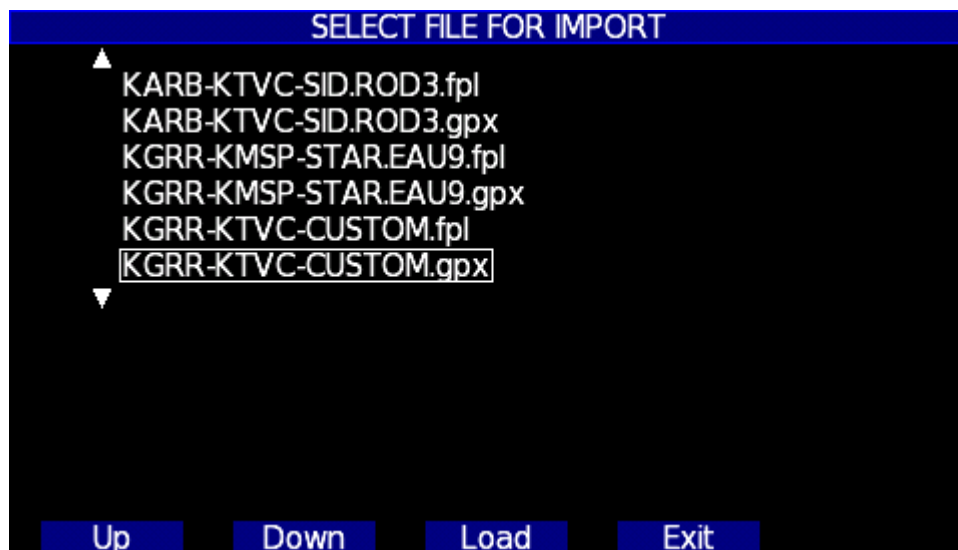 SELECT FILE FOR IMPORT
KARB-KTVC-SID.ROD3.fpl
KARB-KTVC-SID.ROD3.gpx
KGRR-KMSP-STAR.EAU9.fpl
KGRR-KMSP-STAR.EAU9.gpx
KGRR-KTVC-CUSTOM.fpl
KGRR-KTVC-CUSTOM.gpx
Up Down Load Exit